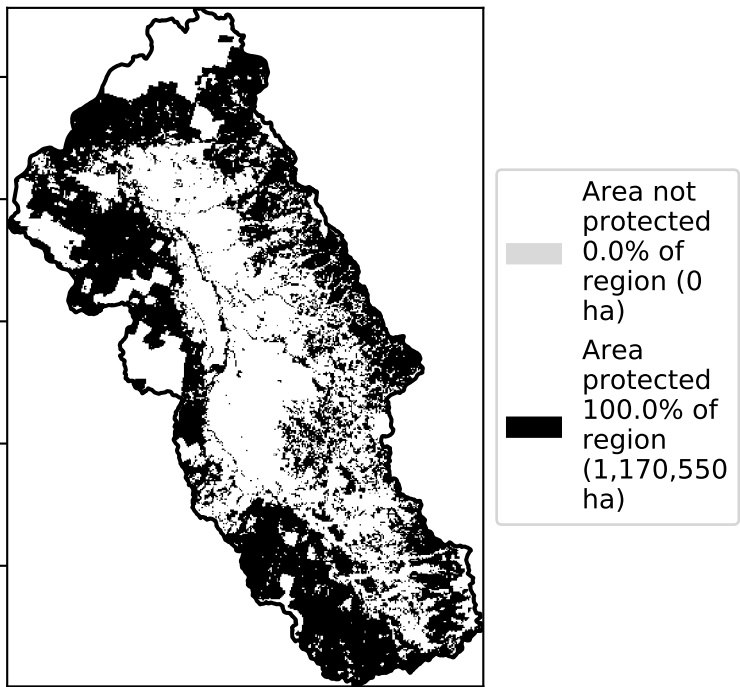 Area not
protected
0.0% of
region (0
ha)
Area
protected
100.0% of
region
(1,170,550
ha)